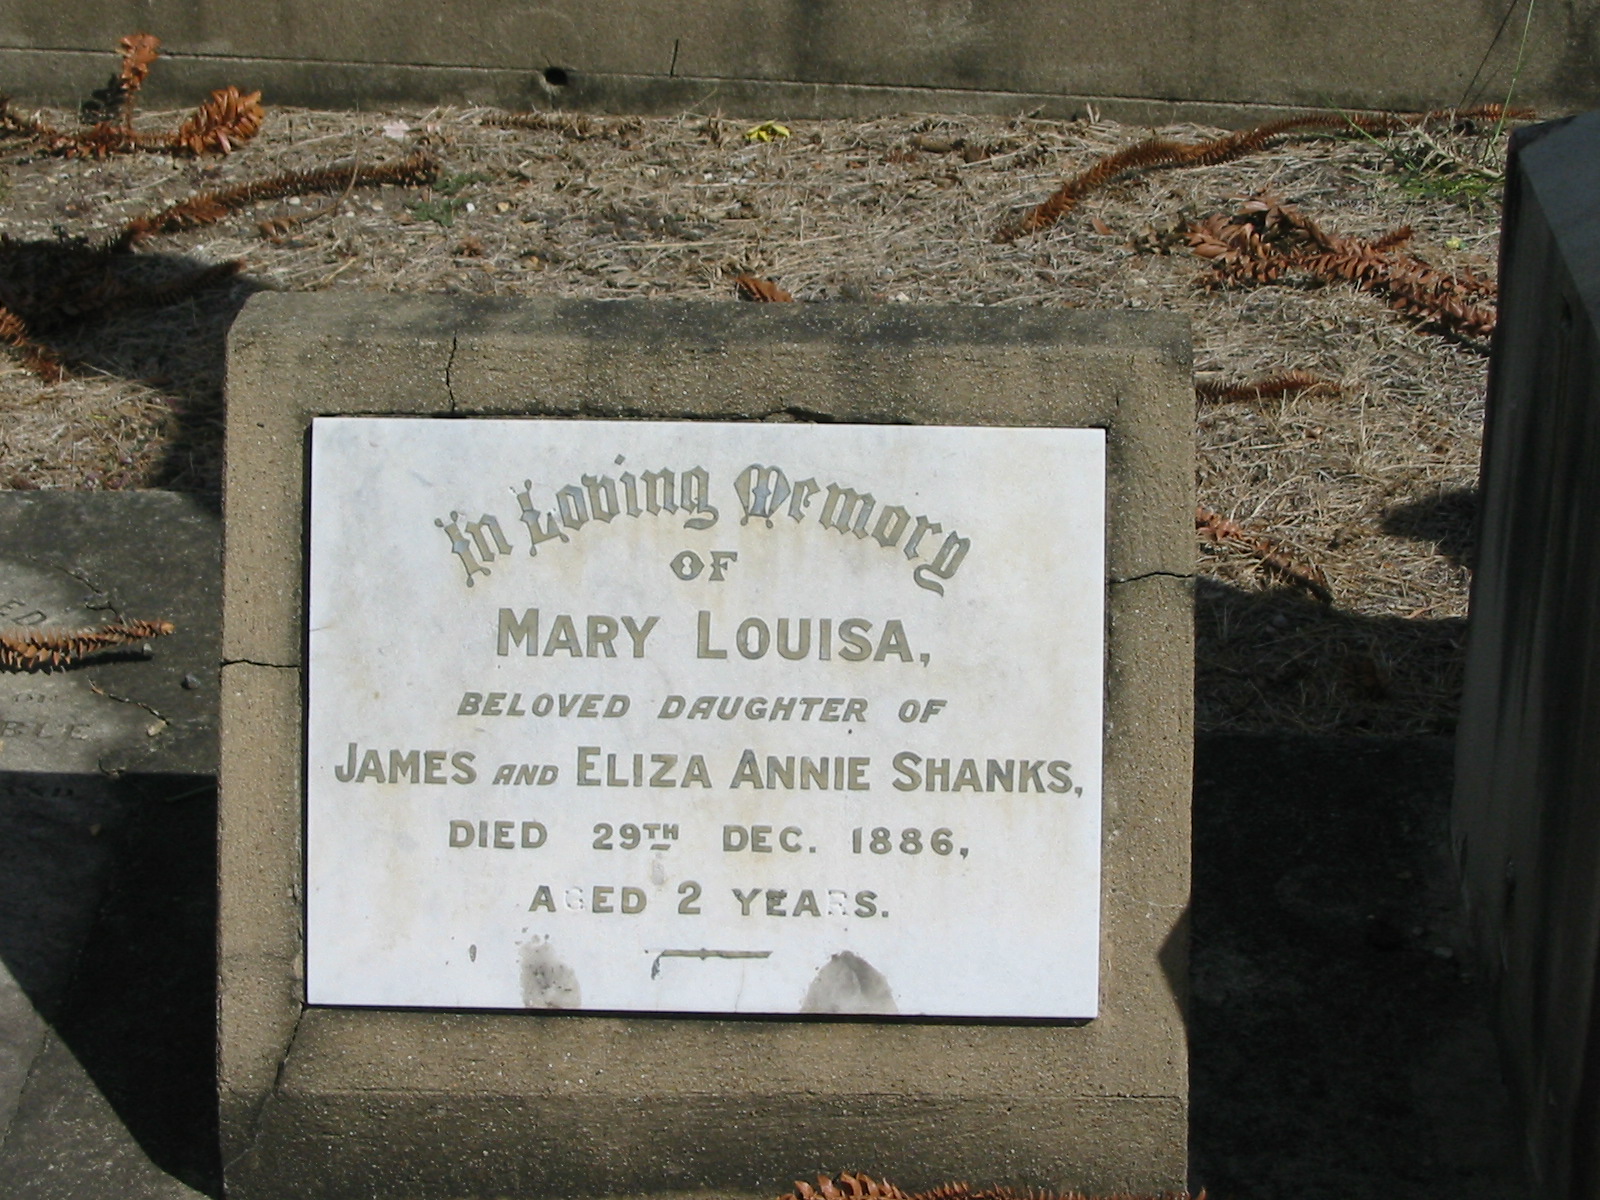 In Loving Memory
OF
MARY LOUISA,
BELOVED DAUGHTER OF
JAMES AND ELIZA ANNIE SHANKS,
DIED 29TH DEC. 1886,
AGED 2 YEARS.